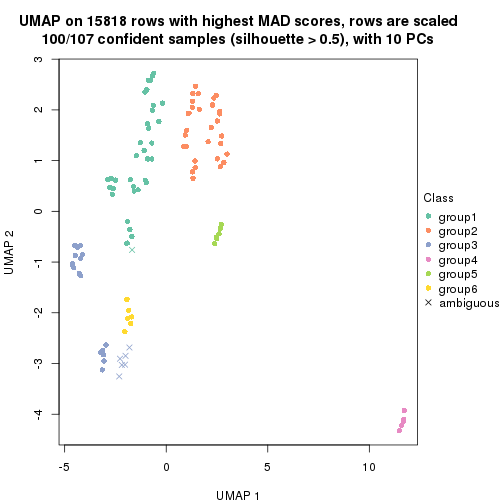 UMAP on 15818 rows with highest MAD scores, rows are scaled
100/107 confident samples (silhouette > 0.5), with 10 PCs
3
2
1
0
-1
-2
-3
-4
UMAP 2
-5
0
5
10
UMAP 1
Class
group1
group2
group3
group4
group5
group6
ambiguous